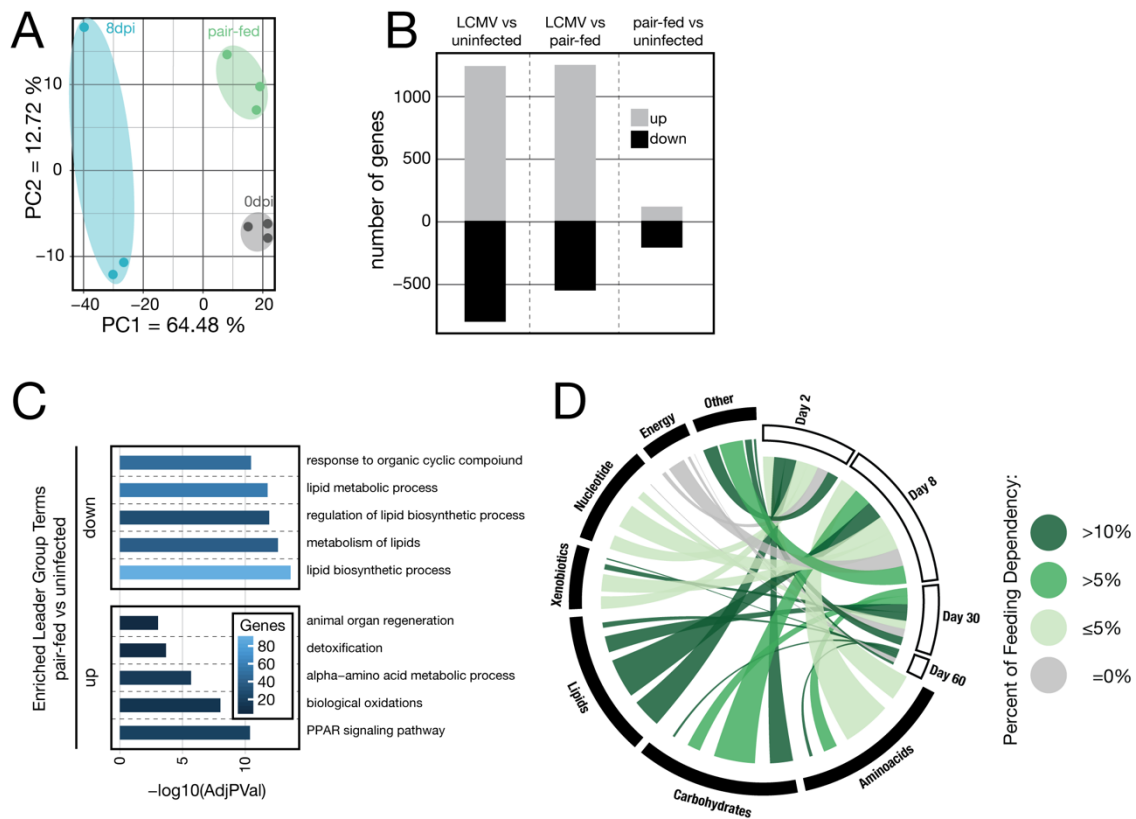 A
8dpi
pair-fed
0dpi
10
0
−10
−40
−20
0
20
PC2 = 12.72 %
PC1 = 64.48 %
B
LCMV vs
uninfected
LCMV vs
pair-fed
pair-fed vs
uninfected
1000
500
0
−500
number of genes
up
down
C
Enriched Leader Group Terms
pair-fed vs uninfected
down
up
response to organic cyclic compoiund
lipid metabolic process
regulation of lipid biosynthetic process
metabolism of lipids
lipid biosynthetic process
animal organ regeneration
detoxification
alpha−amino acid metabolic process
biological oxidations
PPAR signaling pathway
Genes
80
60
40
20
0
5
10
−log10(AdjPVal)
D
Other
Energy
Nucleotide
Xenobiotics
Lipids
Carbohydrates
Aminoacids
Day 2
Day 8
Day 30
Day 60
Percent of Feeding Dependency:
>10%
>5%
≤5%
=0%